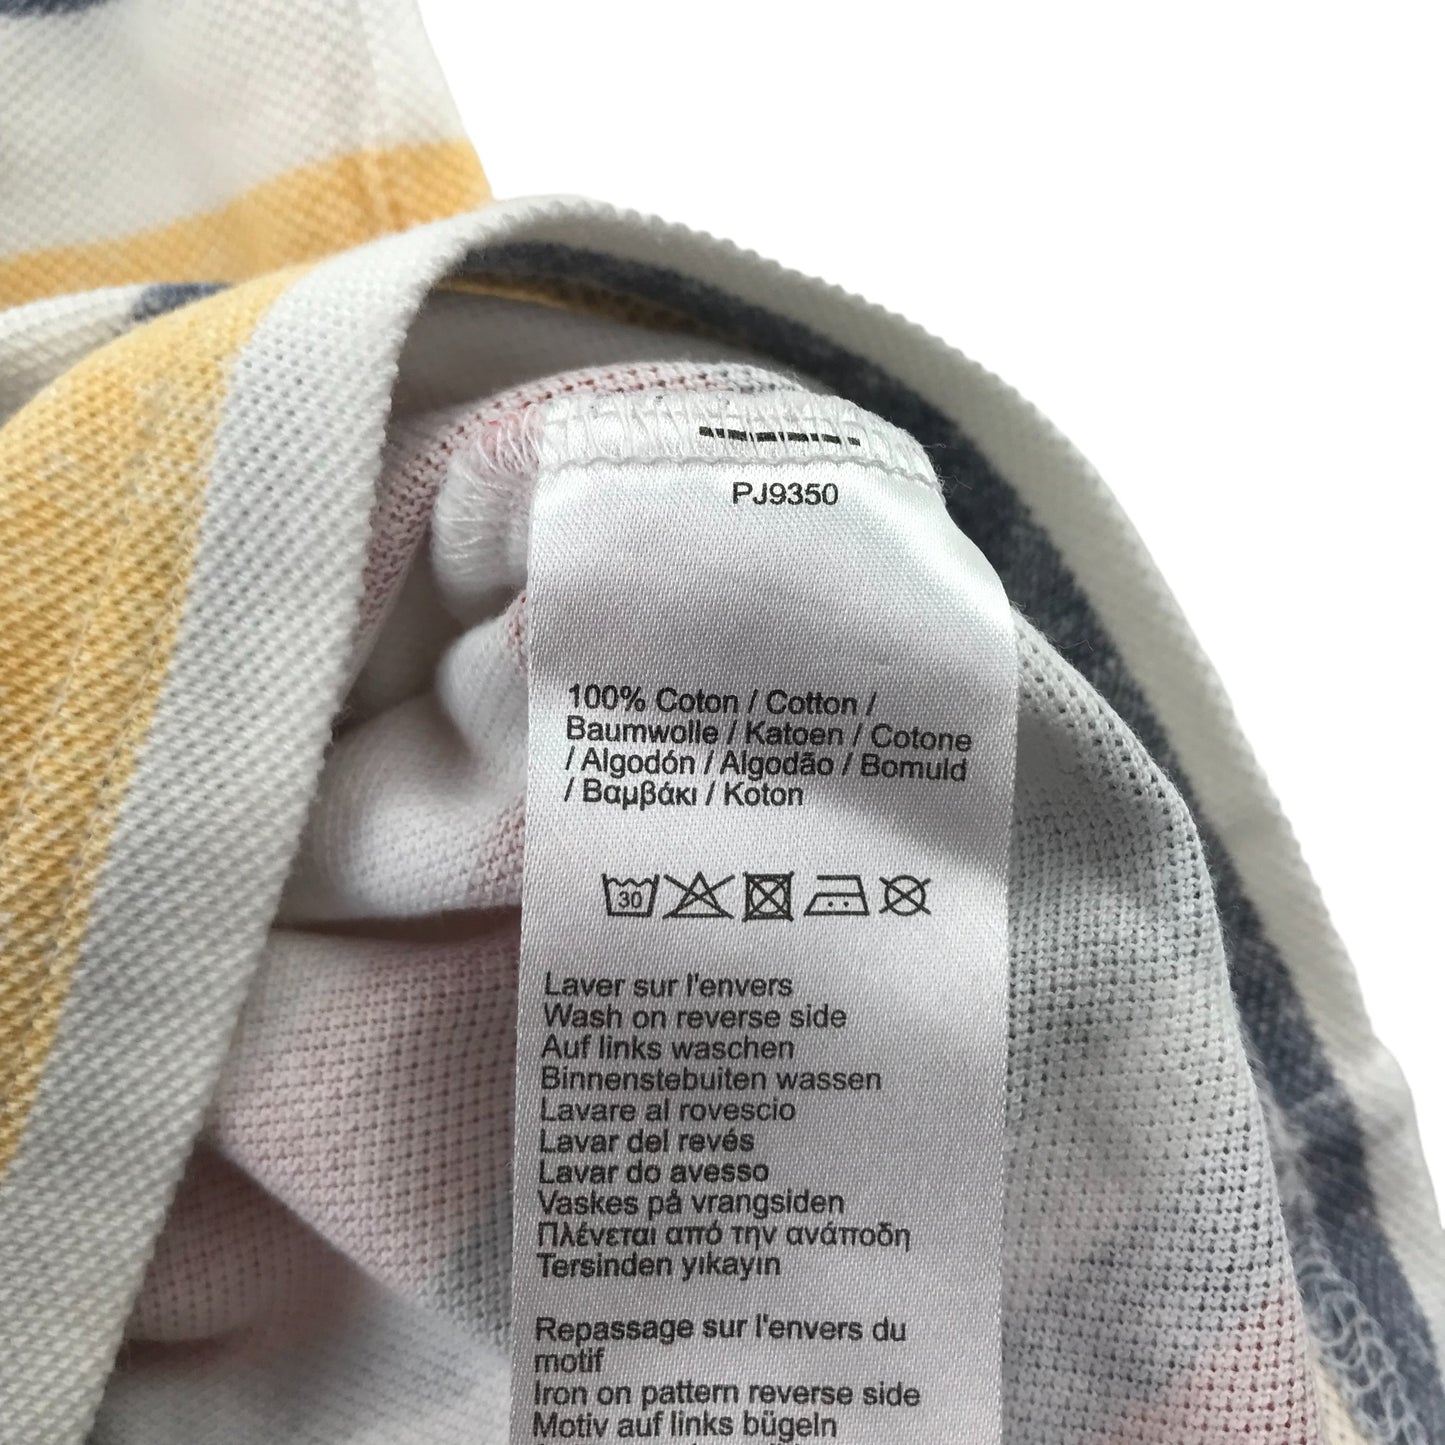 PJ9350
100% Coton / Cotton /
Baumwolle / Katoen / Cotone
/ Algodón / Algodão / Bomuld
/ Βαμβάκι / Koton
30
Laver sur l'envers
Wash on reverse side
Auf links waschen
Binnenstebuiten wassen
Lavare al rovescio
Lavar del revés
Lavar do avesso
Vaskes på vrangsiden
Πλένεται από την ανάποδη
Tersinden yıkayın
Repassage sur l'envers du
motif
Iron on pattern reverse side
Motiv auf links bügeln